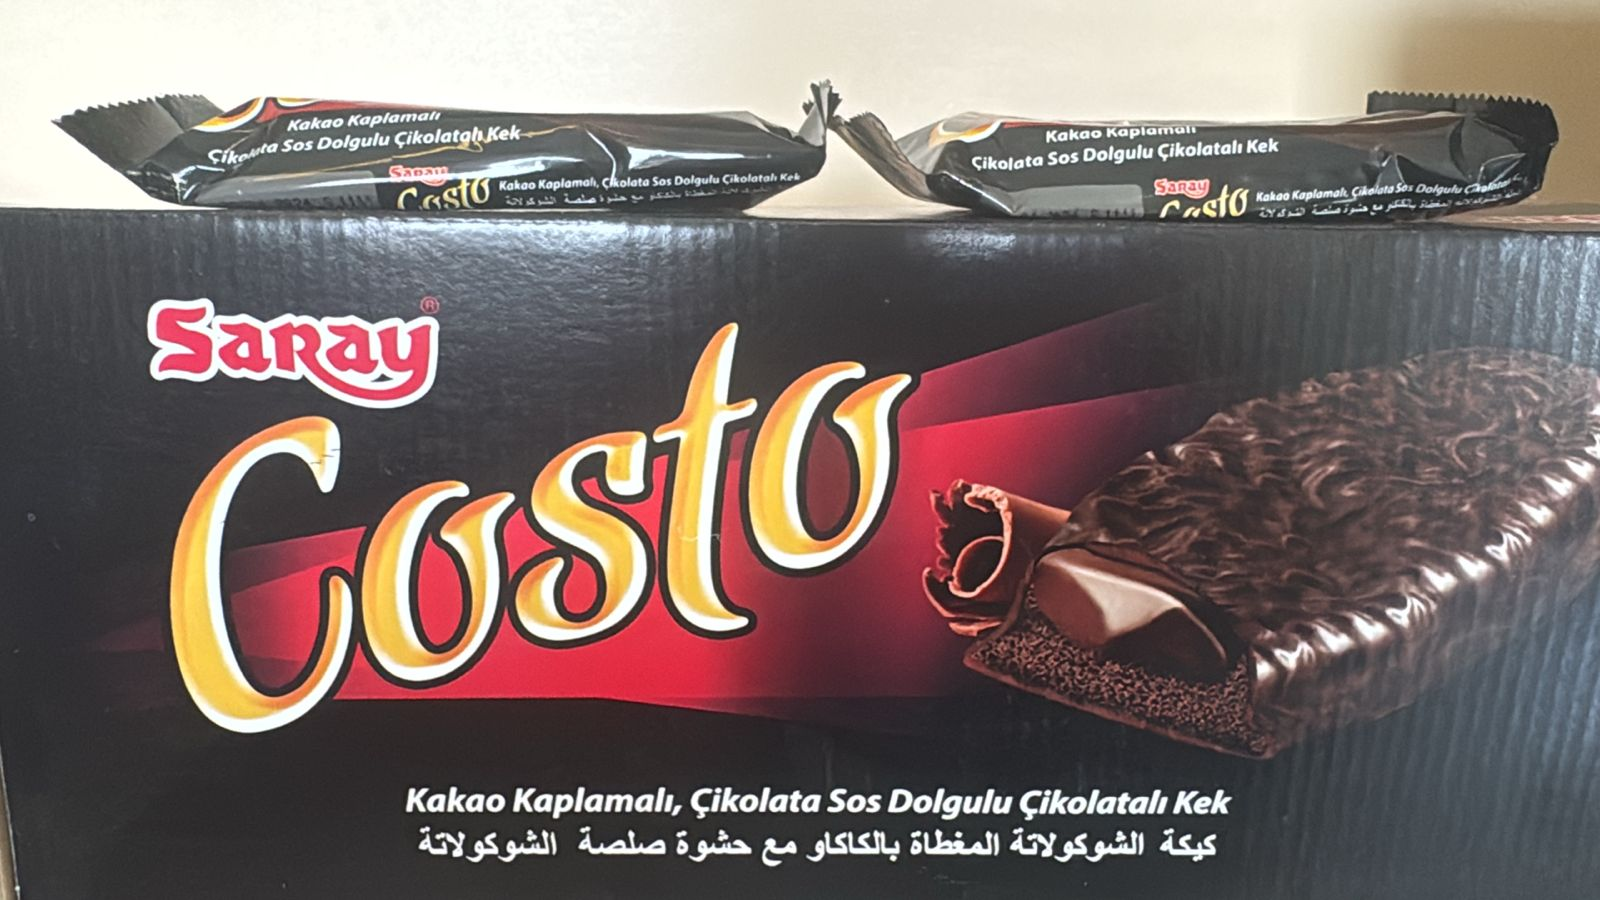 Kakao Kaplamalı
Çikolata Sos Dolgulu Çikolatalı Kek
Saray
Costo
Kakao Kaplamalı, Çikolata Sos Dolgulu Çikolatalı Kek
Kakao Kaplamalı
Çikolata Sos Dolgulu Çikolatalı Kek
Saray
Costo
Kakao Kaplamalı, Çikolata Sos Dolgulu Çikolatalı
Saray®
Costo
Kakao Kaplamalı, Çikolata Sos Dolgulu Çikolatalı Kek
كيكة الشوكولاتة المغطاة بالكاكاو مع حشوة صلصة الشوكولاتة